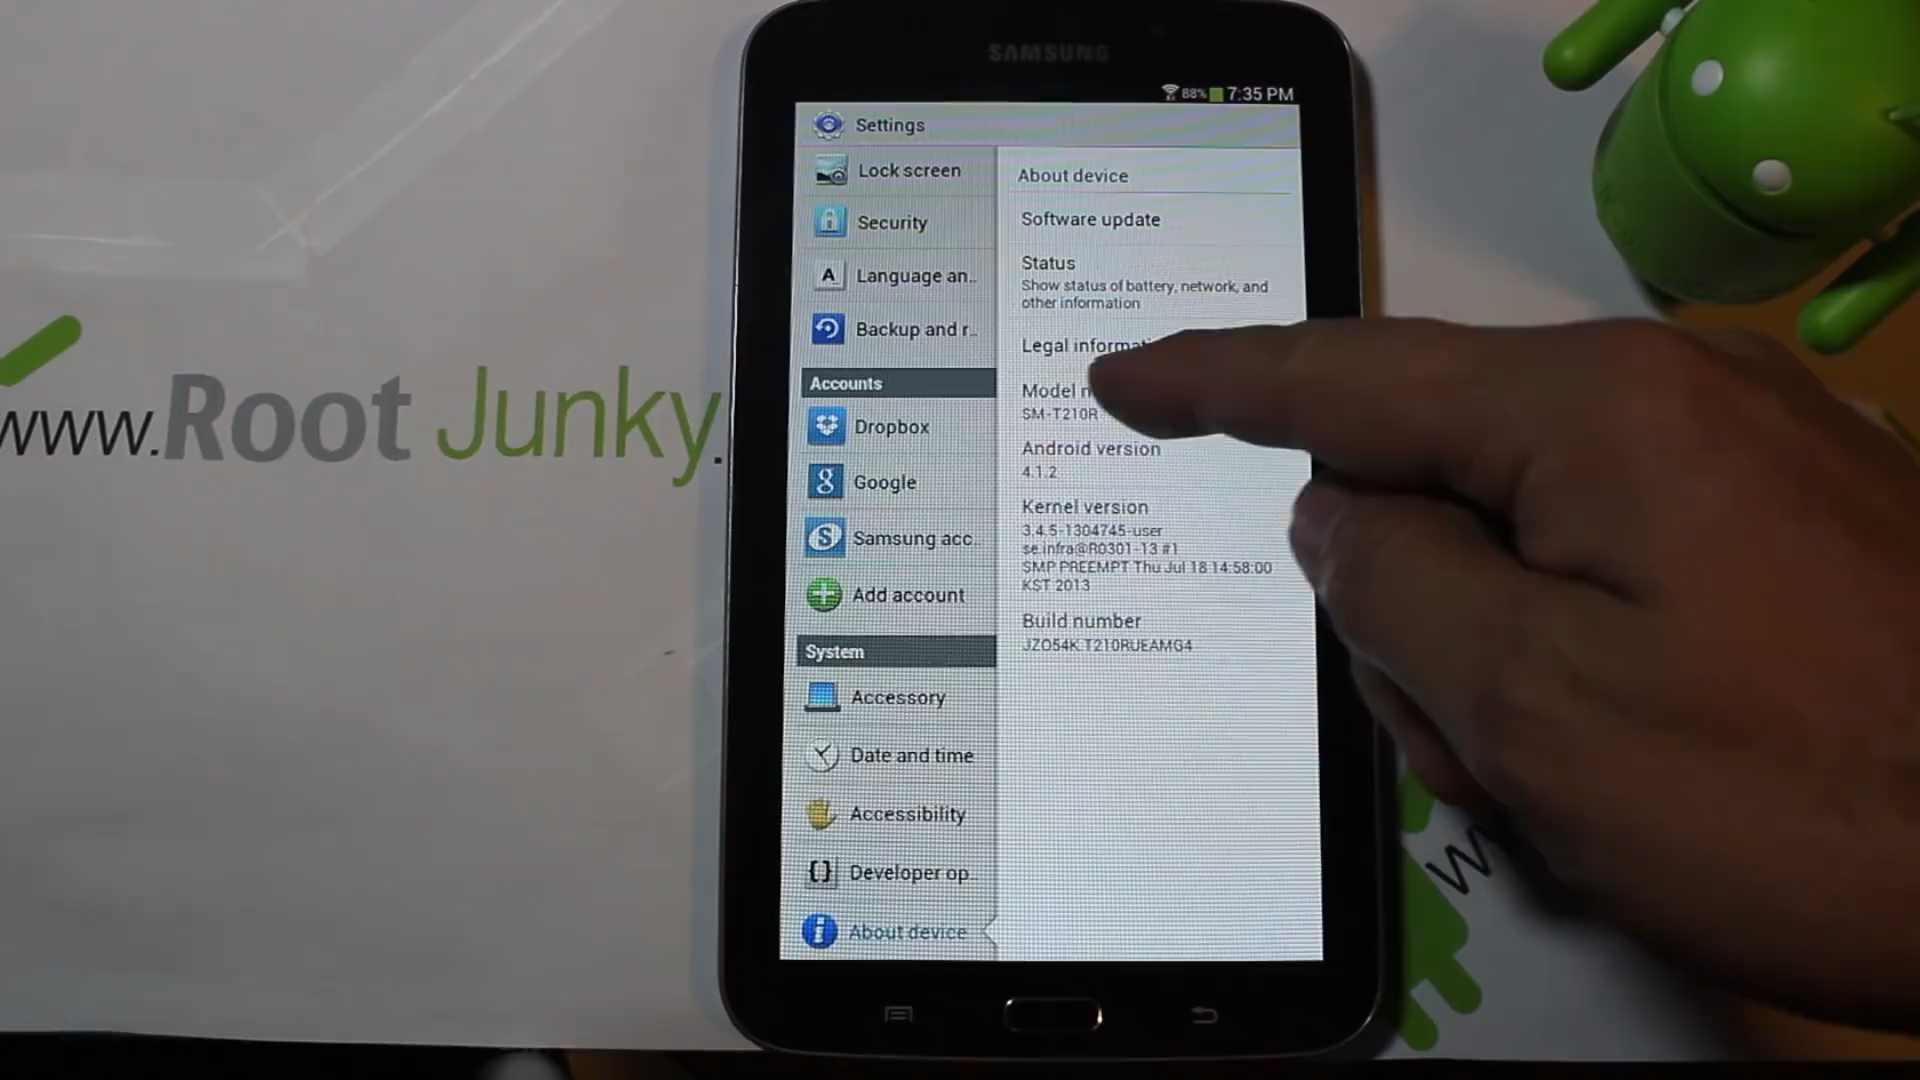 SAMSUNG
88% 7:35 PM
Settings
Lock screen
Security
Language an..
Backup and r..
Accounts
Dropbox
Google
Samsung acc..
Add account
System
Accessory
Date and time
Accessibility
Developer op..
About device
About device
Software update
Status
Show status of battery, network, and
other information
Legal informati
Model n
SM-T210R
Android version
4.1.2
Kernel version
3.4.5-1304745-user
se.infra@R0301-13 #1
SMP PREEMPT Thu Jul 18 14:58:00
KST 2013
Build number
JZO54K.T210RUEAMG4
www.Root Junky.
w